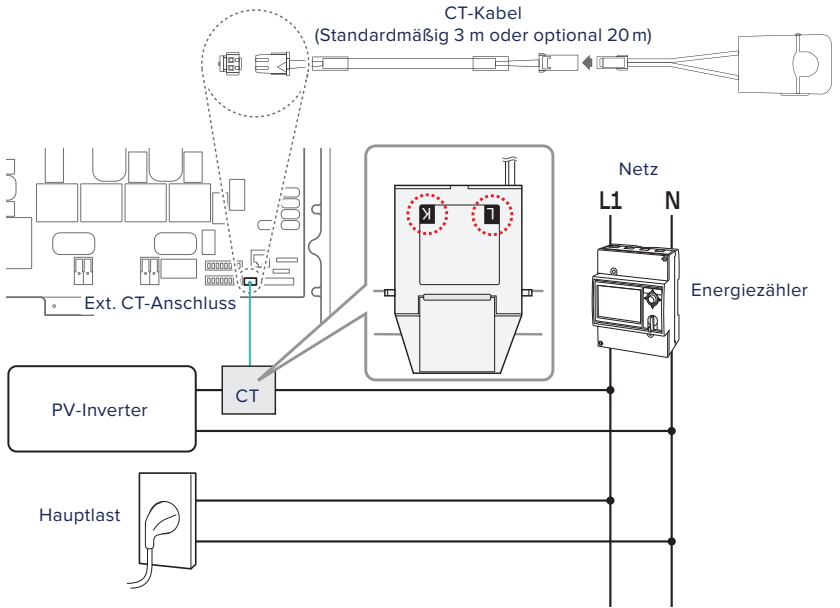 CT-Kabel
(Standardmäßig 3 m oder optional 20 m)
K
L
Netz
L1
N
Ext. CT-Anschluss
Energiezähler
PV-Inverter
CT
Hauptlast